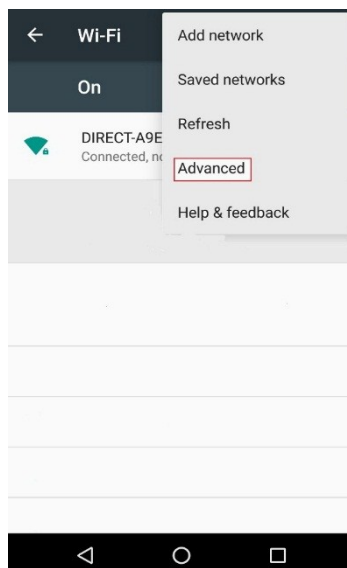 Wi-Fi
On
DIRECT-A9E
Connected,
Add network
Saved networks
Refresh
Advanced
Help & feedback